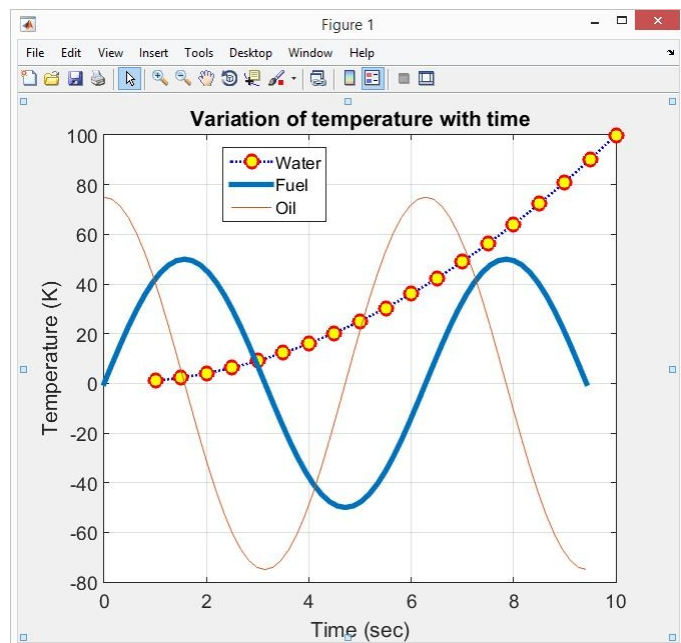 Figure 1
File Edit View Insert Tools Desktop Window Help
Variation of temperature with time
100
80
60
40
20
0
-20
-40
-60
-80
Temperature (K)
Water
Fuel
Oil
0 2 4 6 8 10
Time (sec)